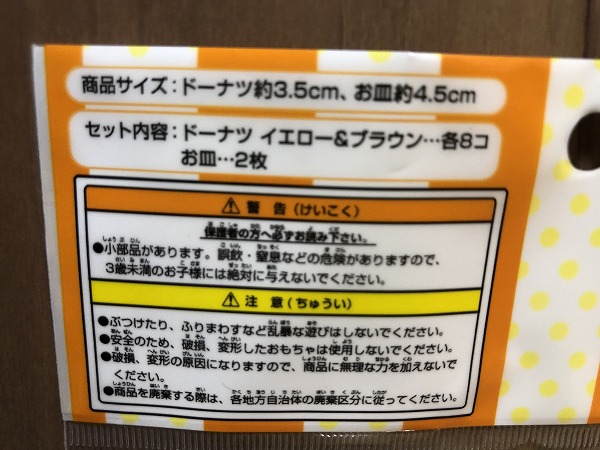 商品サイズ:ドーナツ約3.5cm、お皿約4.5cm
セット内容:ドーナツ イエロー&ブラウン…各8コ
お皿…2枚
⚠警 告(けいこく)
保護者の方へ必ずお読み下さい。
●小部品があります。誤飲・窒息などの危険がありますので、
3歳未満のお子様には絶対に与えないでください。
⚠注 意(ちゅうい)
●ぶつけたり、ふりまわすなど乱暴な遊びはしないでください。
●安全のため、破損、変形したおもちゃは使用しないでください。
●破損、変形の原因になりますので、商品に無理な力を加えないで
ください。
●商品を廃棄する際は、各地方自治体の廃棄区分に従ってください。